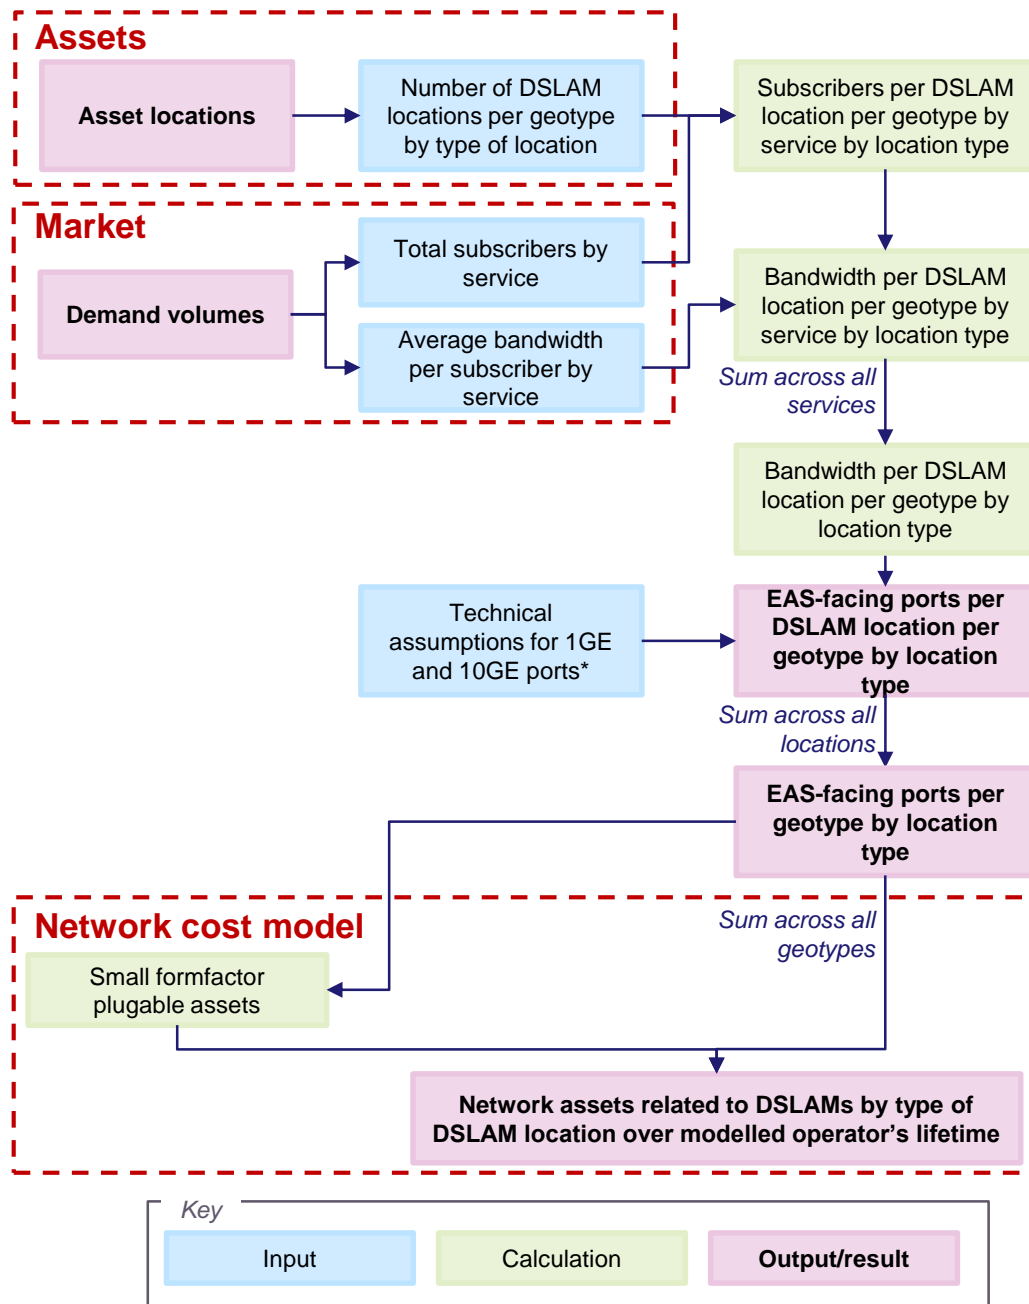 Assets
Asset locations
Number of DSLAM
locations per geotype
by type of location
Subscribers per DSLAM
location per geotype by
service by location type
Market
Demand volumes
Total subscribers by
service
Average bandwidth
per subscriber by
service
Bandwidth per DSLAM
location per geotype by
service by location type
Sum across all
services
Bandwidth per DSLAM
location per geotype by
location type
Technical
assumptions for 1GE
and 10GE ports*
EAS-facing ports per
DSLAM location per
geotype by location
type
Sum across all
locations
EAS-facing ports per
geotype by location
type
Network cost model
Sum across all
geotypes
Small formfactor
plugable assets
Network assets related to DSLAMs by type of
DSLAM location over modelled operator's lifetime
Key
Input
Calculation
Output/result